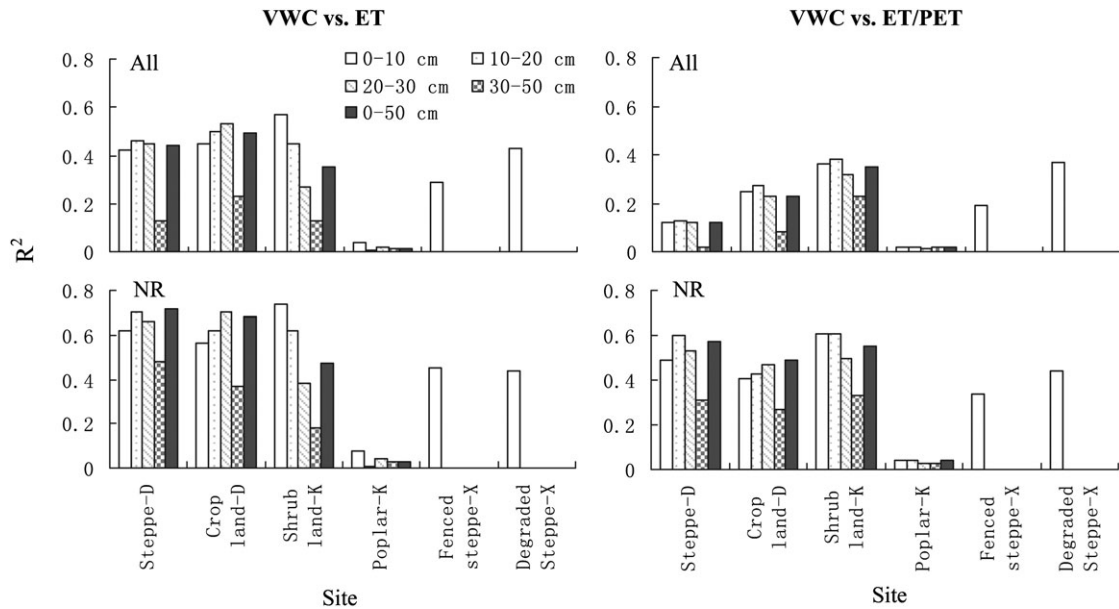 VWC vs. ET
VWC vs. ET/PET
R²
All
0-10 cm
10-20 cm
20-30 cm
30-50 cm
0-50 cm
0.8
0.6
0.4
0.2
0
All
0.8
0.6
0.4
0.2
0
NR
0.8
0.6
0.4
0.2
0
NR
0.8
0.6
0.4
0.2
0
Steppe-D
Crop
land-D
Shrub
land-K
Poplar-K
Fenced
steppe-X
Degraded
Steppe-X
Site
Steppe-D
Crop
land-D
Shrub
land-K
Poplar-K
Fenced
steppe-X
Degraded
Steppe-X
Site